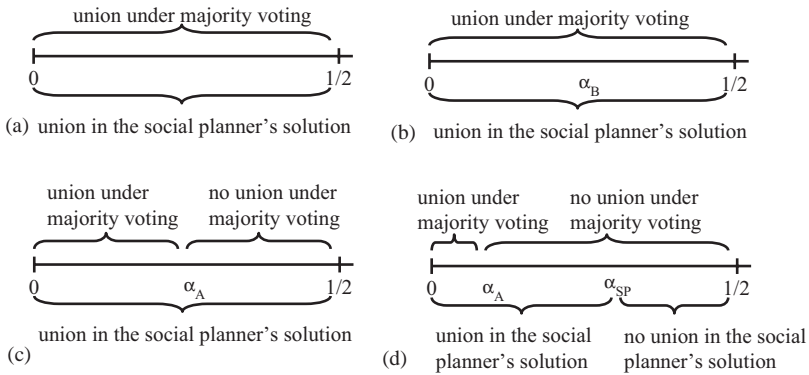 union under majority voting
0
1/2
(a)
union in the social planner's solution
union under majority voting
0
α_B
1/2
(b)
union in the social planner's solution
union under
majority voting
no union under
majority voting
0
α_A
1/2
union in the social planner's solution
(c)
union under
majority voting
no union under
majority voting
0
α_A
α_SP
1/2
union in the social
planner's solution
no union in the social
planner's solution
(d)